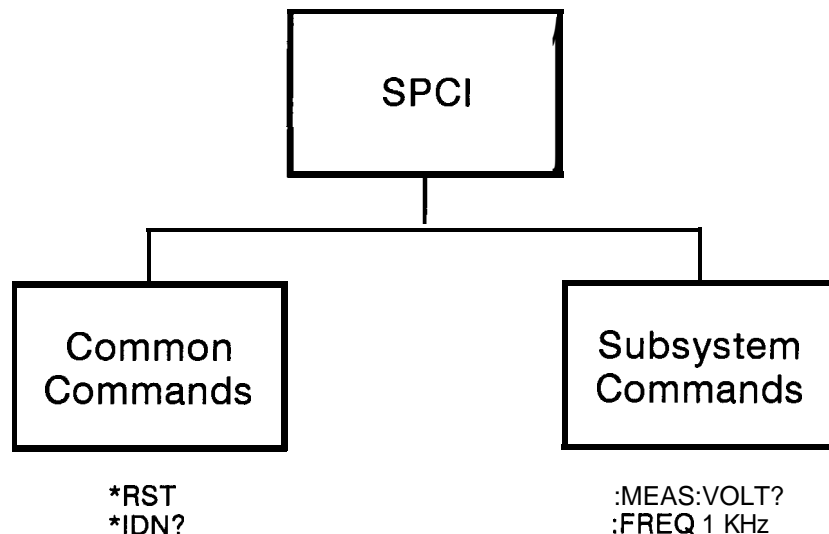 SPCI
Common
Commands
Subsystem
Commands
*RST
*IDN?
:MEAS:VOLT?
:FREQ 1 KHz